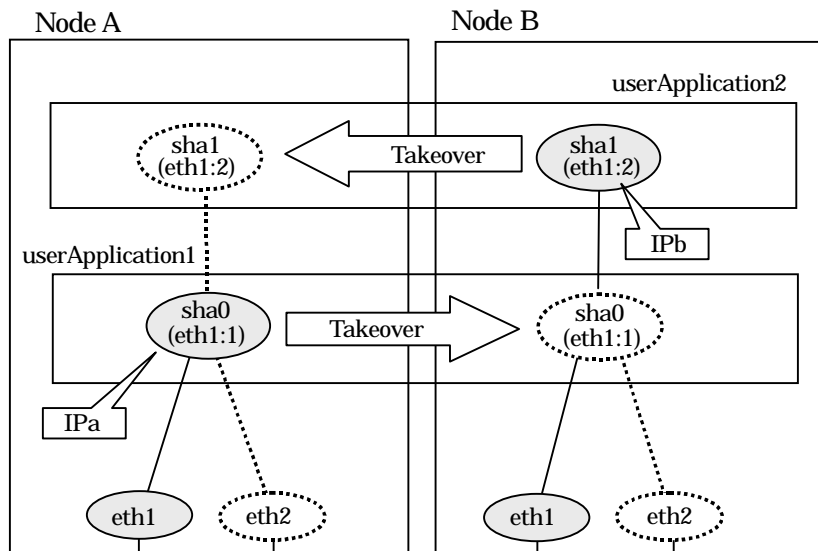 Node A
Node B
userApplication2
sha1
(eth1:2)
Takeover
sha1
(eth1:2)
IPb
userApplication1
sha0
(eth1:1)
Takeover
sha0
(eth1:1)
IPa
eth1
eth2
eth1
eth2